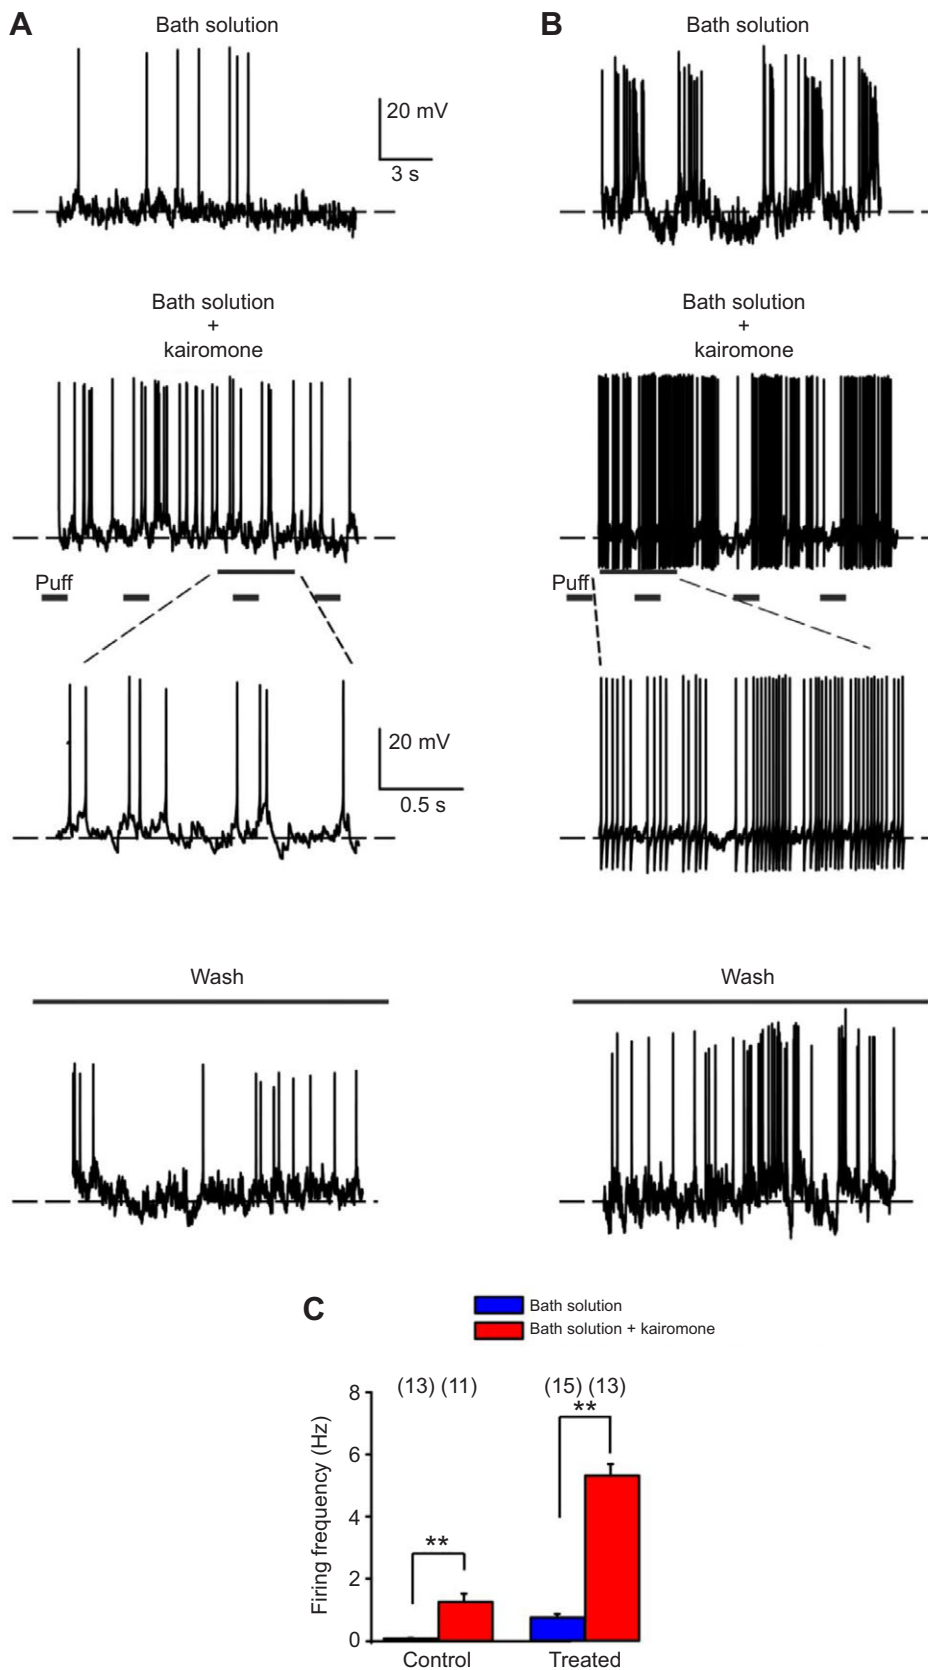 A
B
Bath solution
Bath solution
20 mV
3 s
Bath solution
+
kairomone
Bath solution
+
kairomone
Puff
Puff
20 mV
0.5 s
Wash
Wash
C
Bath solution
Bath solution + kairomone
(13) (11)
(15) (13)
**
**
Firing frequency (Hz)
8
6
4
2
0
Control
Treated